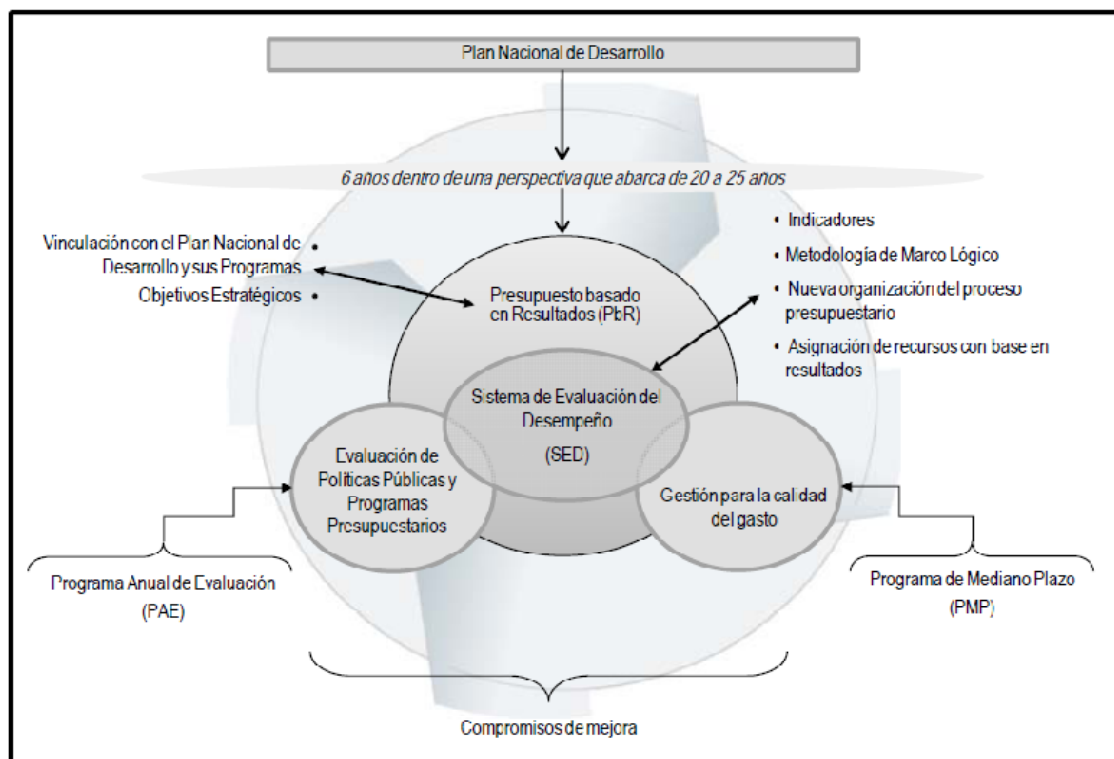 Plan Nacional de Desarrollo
6 años dentro de una perspectiva que abarca de 20 a 25 años
Vinculación con el Plan Nacional de •
Desarrollo y sus Programas
Objetivos Estratégicos •
• Indicadores
• Metodología de Marco Lógico
• Nueva organización del proceso
presupuestario
• Asignación de recursos con base en
resultados
Presupuesto basado
en Resultados (PbR)
Sistema de Evaluación del
Desempeño
(SED)
Evaluación de
Políticas Públicas y
Programas
Presupuestarios
Gestión para la calidad
del gasto
Programa Anual de Evaluación
(PAE)
Programa de Mediano Plazo
(PMP)
Compromisos de mejora